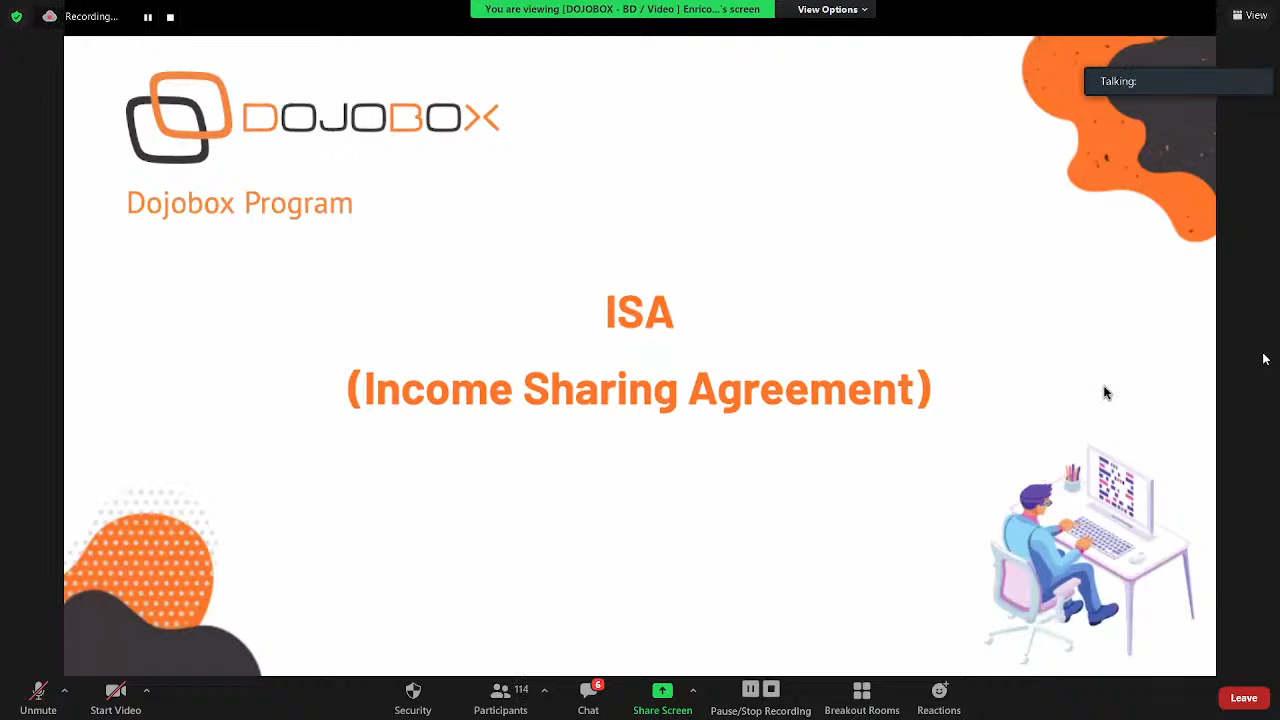 Recording...
You are viewing [DOJOBOX - BD / Video ] Enrico...'s screen
View Options
View
Talking:
DOJOBOX
Dojobox Program
ISA
(Income Sharing Agreement)
Unmute
Start Video
Security
114
Participants
6
Chat
Share Screen
Pause/Stop Recording
Breakout Rooms
Reactions
Leave